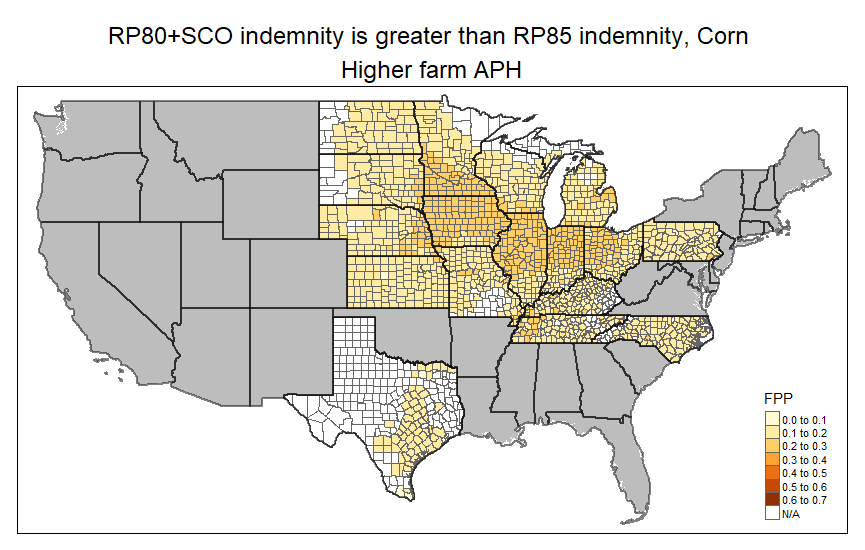 RP80+SCO indemnity is greater than RP85 indemnity, Corn
Higher farm APH
FPP
0.0 to 0.1
0.1 to 0.2
0.2 to 0.3
0.3 to 0.4
0.4 to 0.5
0.5 to 0.6
0.6 to 0.7
N/A